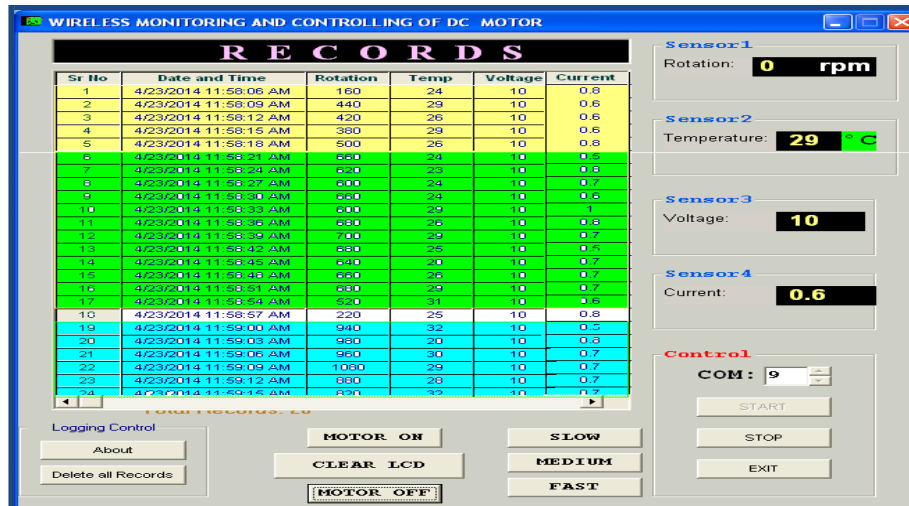 WIRELESS MONITORING AND CONTROLLING OF DC MOTOR
RECORDS
Sr No Date and Time Rotation Temp Voltage Current
1 4/23/2014 11:58:06 AM 160 24 10 0.8
2 4/23/2014 11:58:09 AM 440 29 10 0.6
3 4/23/2014 11:58:12 AM 420 26 10 0.6
4 4/23/2014 11:58:15 AM 380 29 10 0.6
5 4/23/2014 11:58:18 AM 500 26 10 0.8
6 4/23/2014 11:58:21 AM 660 24 10 0.5
7 4/23/2014 11:58:24 AM 620 23 10 0.8
8 4/23/2014 11:58:27 AM 600 24 10 0.7
9 4/23/2014 11:58:30 AM 660 24 10 0.6
10 4/23/2014 11:58:33 AM 600 29 10 1
11 4/23/2014 11:58:36 AM 680 26 10 0.8
12 4/23/2014 11:58:39 AM 700 29 10 0.7
13 4/23/2014 11:58:42 AM 680 25 10 0.5
14 4/23/2014 11:58:45 AM 640 20 10 0.7
15 4/23/2014 11:58:48 AM 660 26 10 0.7
16 4/23/2014 11:58:51 AM 680 29 10 0.7
17 4/23/2014 11:58:54 AM 520 31 10
18 4/23/2014 11:58:57 AM 220 25 10 0.8
19 4/23/2014 11:59:00 AM 940 32 10 0.5
20 4/23/2014 11:59:03 AM 980 20 10 0.8
21 4/23/2014 11:59:06 AM 960 30 10 0.7
22 4/23/2014 11:59:09 AM 1080 29 10 0.7
23 4/23/2014 11:59:12 AM 880 28 10 0.7
24 4/23/2014 11:59:15 AM 820 32 10 0.7
Total Records:
Sensor1
Rotation: 0 rpm
Sensor2
Temperature: 29 °C
Sensor3
Voltage: 10
Sensor4
Current: 0.6
Control
COM: 9
START
STOP
EXIT
Logging Control
About
Delete all Records
MOTOR ON
CLEAR LCD
MOTOR OFF
SLOW
MEDIUM
FAST